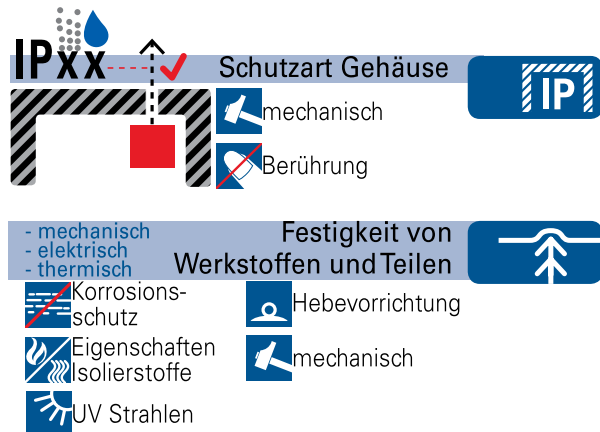 IPxx
Schutzart Gehäuse
IP
mechanisch
Berührung
- mechanisch
- elektrisch
- thermisch
Festigkeit von
Werkstoffen und Teilen
Korrosions-
schutz
Hebevorrichtung
Eigenschaften
Isolierstoffe
mechanisch
UV Strahlen